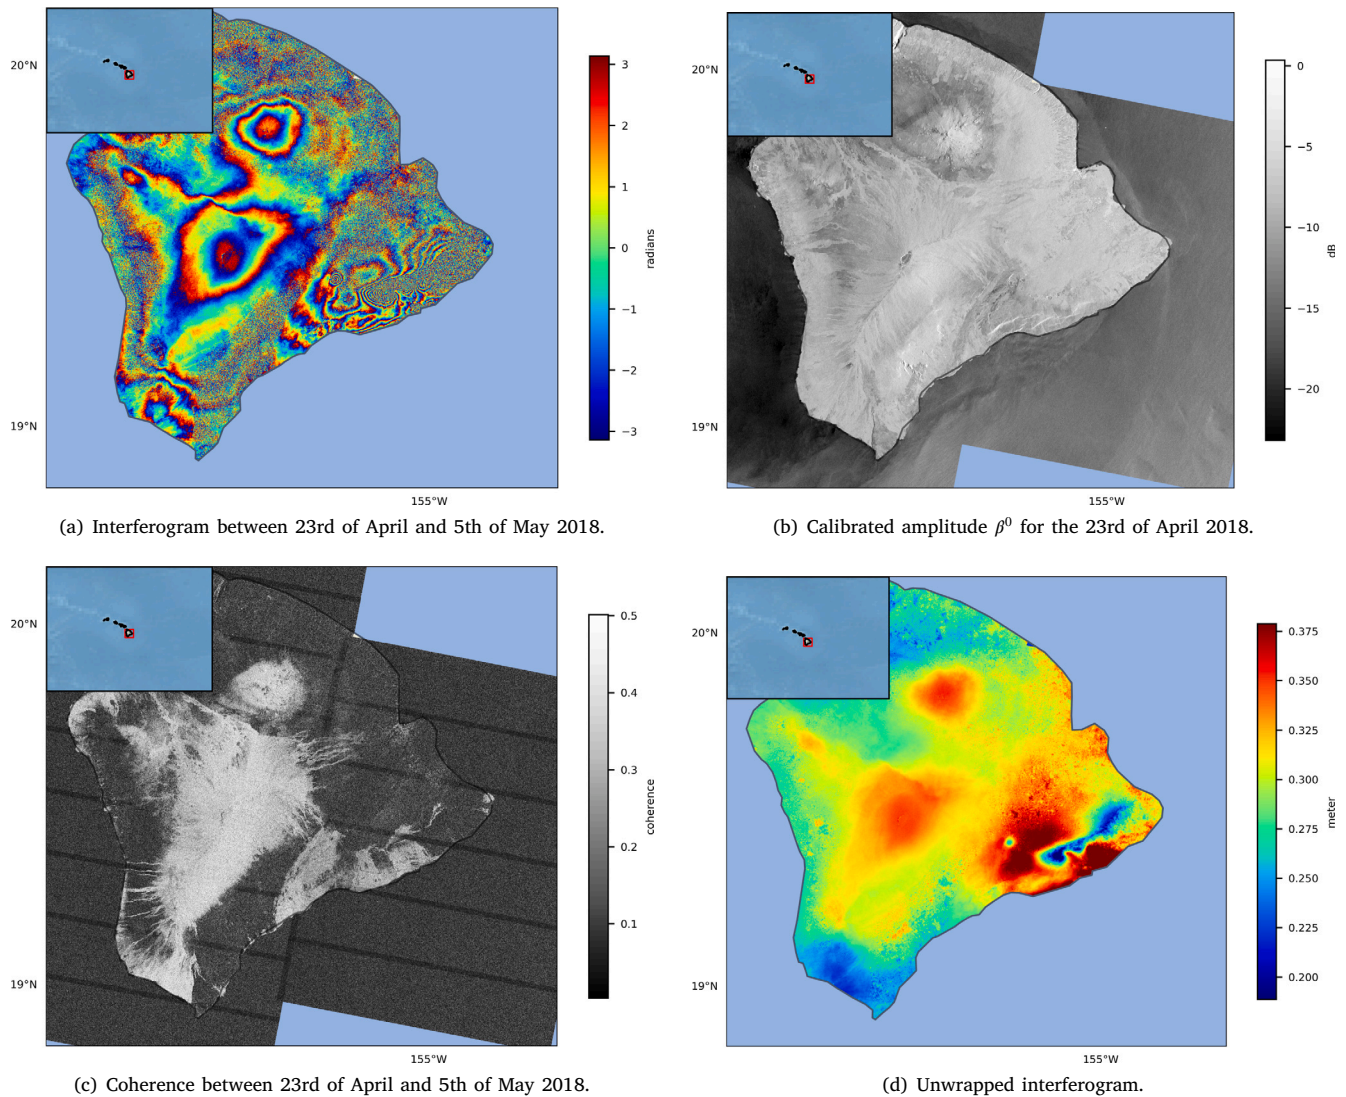 20°N
19°N
155°W
3
2
1
0
−1
−2
−3
radians
(a) Interferogram between 23rd of April and 5th of May 2018.
20°N
19°N
155°W
0
−5
−10
−15
−20
dB
(b) Calibrated amplitude β⁰ for the 23rd of April 2018.
20°N
19°N
155°W
0.5
0.4
0.3
0.2
0.1
coherence
(c) Coherence between 23rd of April and 5th of May 2018.
20°N
19°N
155°W
0.375
0.350
0.325
0.300
0.275
0.250
0.225
0.200
meter
(d) Unwrapped interferogram.